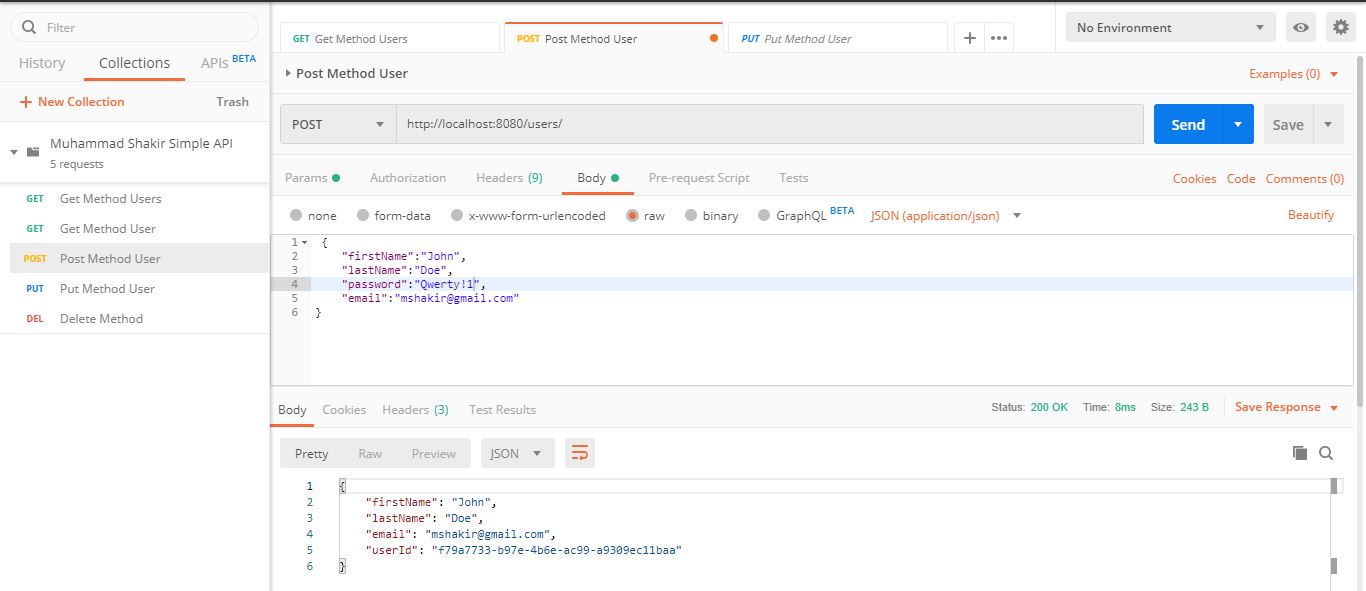 Filter
History Collections APIs BETA
+ New Collection Trash
Muhammad Shakir Simple API
5 requests
GET Get Method Users
GET Get Method User
POST Post Method User
PUT Put Method User
DEL Delete Method
GET Get Method Users POST Post Method User PUT Put Method User + •••
No Environment
Post Method User Examples (0)
POST http://localhost:8080/users/ Send Save
Params Authorization Headers (9) Body Pre-request Script Tests Cookies Code Comments (0)
none form-data x-www-form-urlencoded raw binary GraphQL BETA JSON (application/json) Beautify
1 {
2 "firstName":"John",
3 "lastName":"Doe",
4 "password":"Qwerty!1",
5 "email":"mshakir@gmail.com"
6 }
Body Cookies Headers (3) Test Results Status: 200 OK Time: 8ms Size: 243 B Save Response
Pretty Raw Preview JSON
1 {
2 "firstName": "John",
3 "lastName": "Doe",
4 "email": "mshakir@gmail.com",
5 "userId": "f79a7733-b97e-4b6e-ac99-a9309ec11baa"
6 }